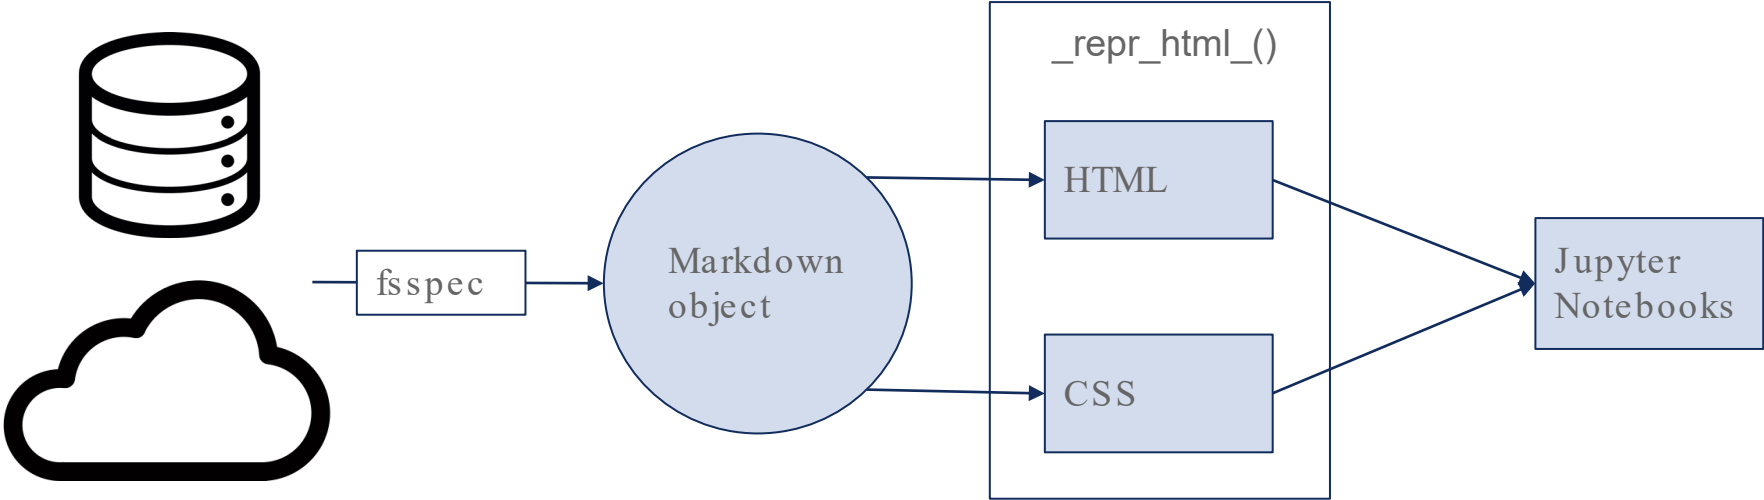 _repr_html_()
HTML
fsspec
Markdown
object
Jupyter
Notebooks
CSS